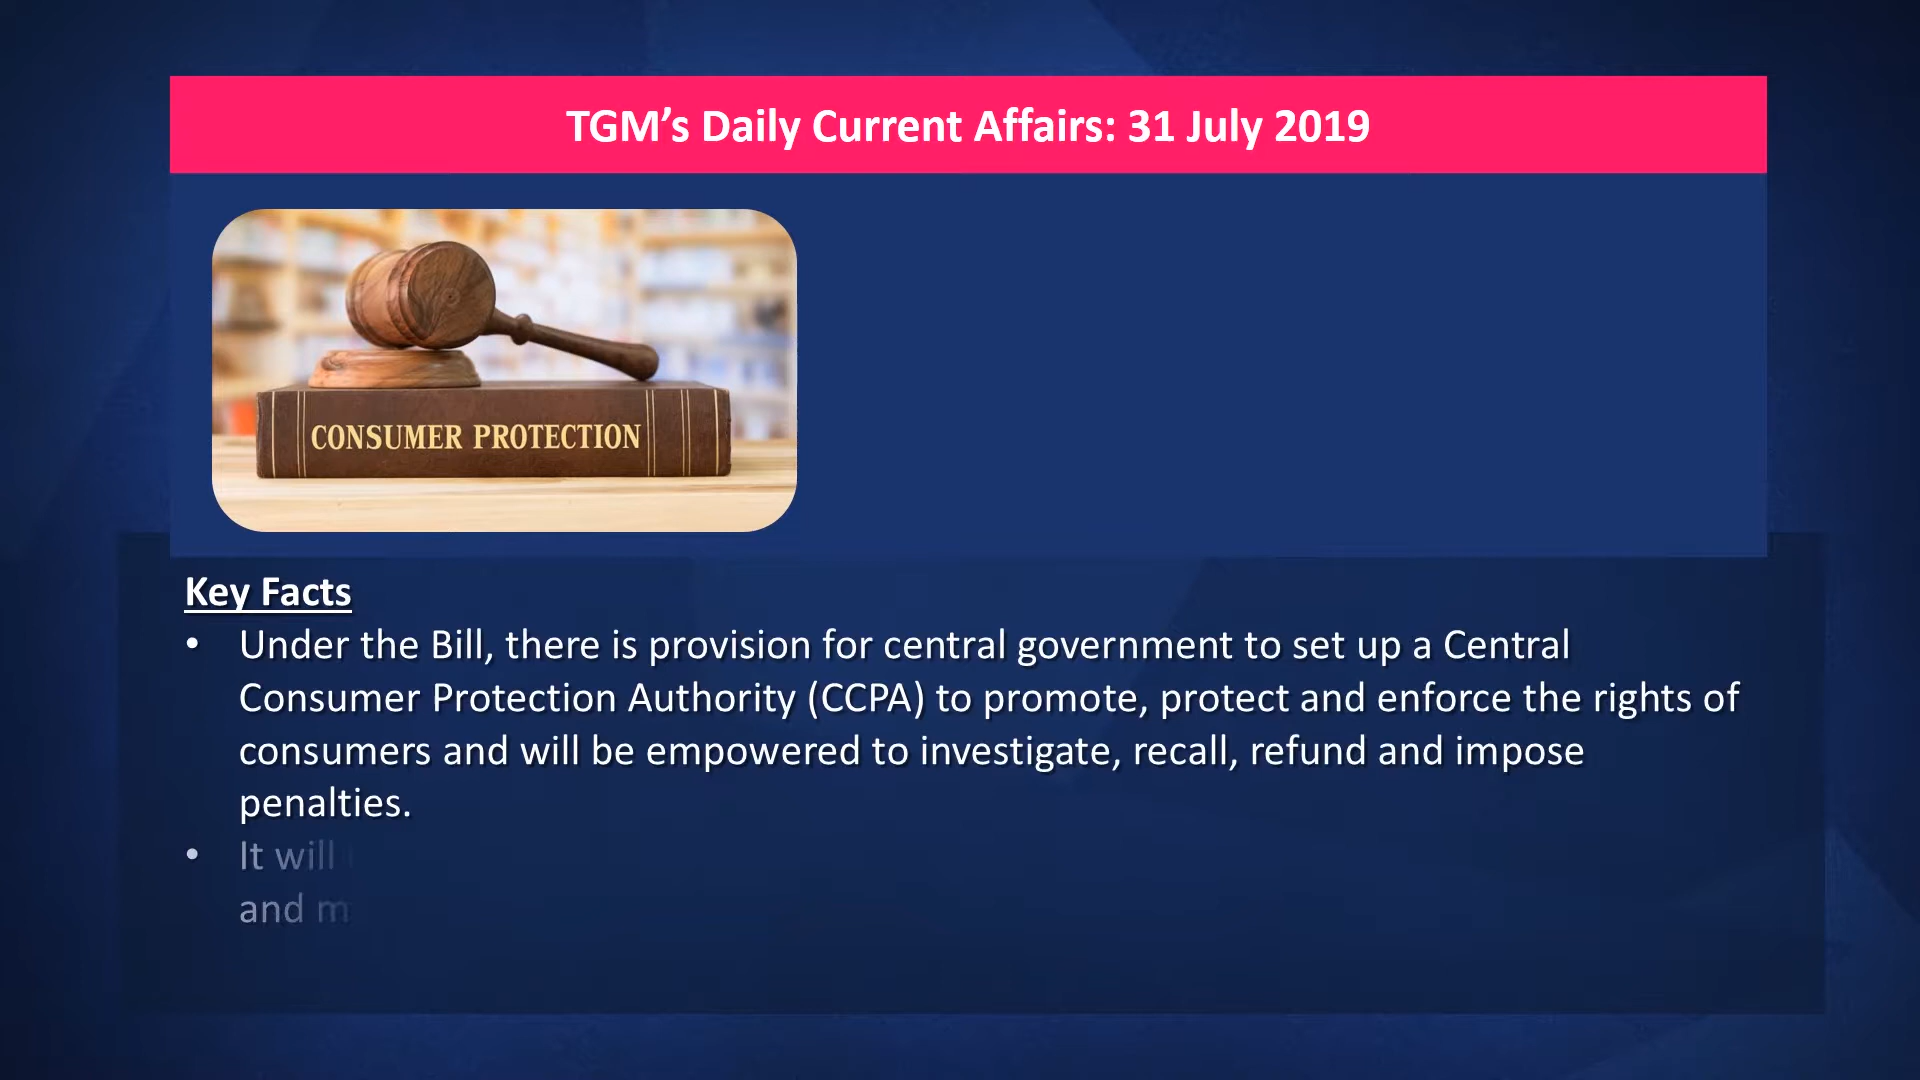 TGM’s Daily Current Affairs: 31 July 2019
CONSUMER PROTECTION
Key Facts
• Under the Bill, there is provision for central government to set up a Central
Consumer Protection Authority (CCPA) to promote, protect and enforce the rights of
consumers and will be empowered to investigate, recall, refund and impose
penalties.
• It will
and